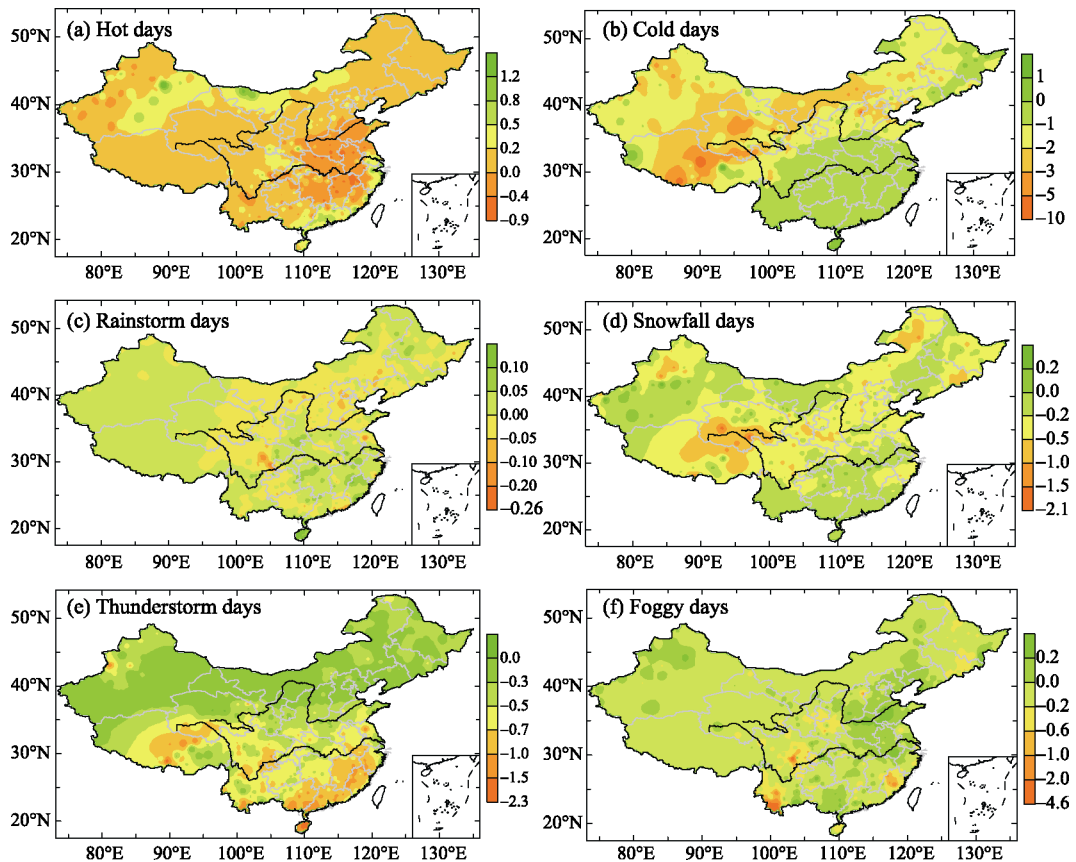 (a) Hot days
50°N
40°N
30°N
20°N
80°E 90°E 100°E 110°E 120°E 130°E
1.2
0.8
0.5
0.2
0.0
−0.4
−0.9
(b) Cold days
50°N
40°N
30°N
20°N
80°E 90°E 100°E 110°E 120°E 130°E
1
0
−1
−2
−3
−5
−10
(c) Rainstorm days
50°N
40°N
30°N
20°N
80°E 90°E 100°E 110°E 120°E 130°E
0.10
0.05
0.00
−0.05
−0.10
−0.20
−0.26
(d) Snowfall days
50°N
40°N
30°N
20°N
80°E 90°E 100°E 110°E 120°E 130°E
0.2
0.0
−0.2
−0.5
−1.0
−1.5
−2.1
(e) Thunderstorm days
50°N
40°N
30°N
20°N
80°E 90°E 100°E 110°E 120°E 130°E
0.0
−0.3
−0.5
−0.7
−1.0
−1.5
−2.3
(f) Foggy days
50°N
40°N
30°N
20°N
80°E 90°E 100°E 110°E 120°E 130°E
0.2
0.0
−0.2
−0.6
−1.0
−2.0
−4.6